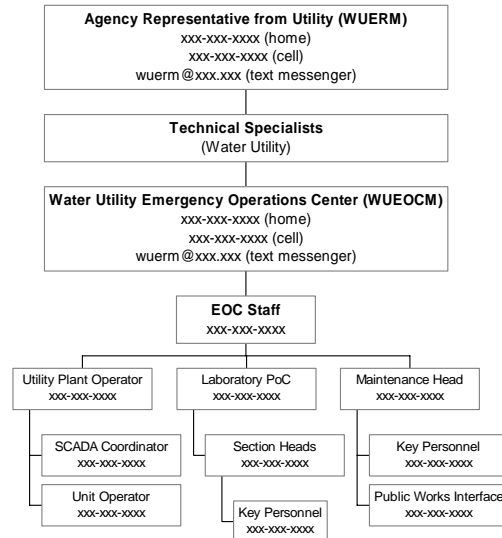 Agency Representative from Utility (WUERM)
xxx-xxx-xxxx (home)
xxx-xxx-xxxx (cell)
wuerm@xxx.xxx (text messenger)
Technical Specialists
(Water Utility)
Water Utility Emergency Operations Center (WUEOCM)
xxx-xxx-xxxx (home)
xxx-xxx-xxxx (cell)
wuerm@xxx.xxx (text messenger)
EOC Staff
xxx-xxx-xxxx
Utility Plant Operator
xxx-xxx-xxxx
SCADA Coordinator
xxx-xxx-xxxx
Unit Operator
xxx-xxx-xxxx
Laboratory PoC
xxx-xxx-xxxx
Section Heads
xxx-xxx-xxxx
Key Personnel
xxx-xxx-xxxx
Maintenance Head
xxx-xxx-xxxx
Key Personnel
xxx-xxx-xxxx
Public Works Interface
xxx-xxx-xxxx